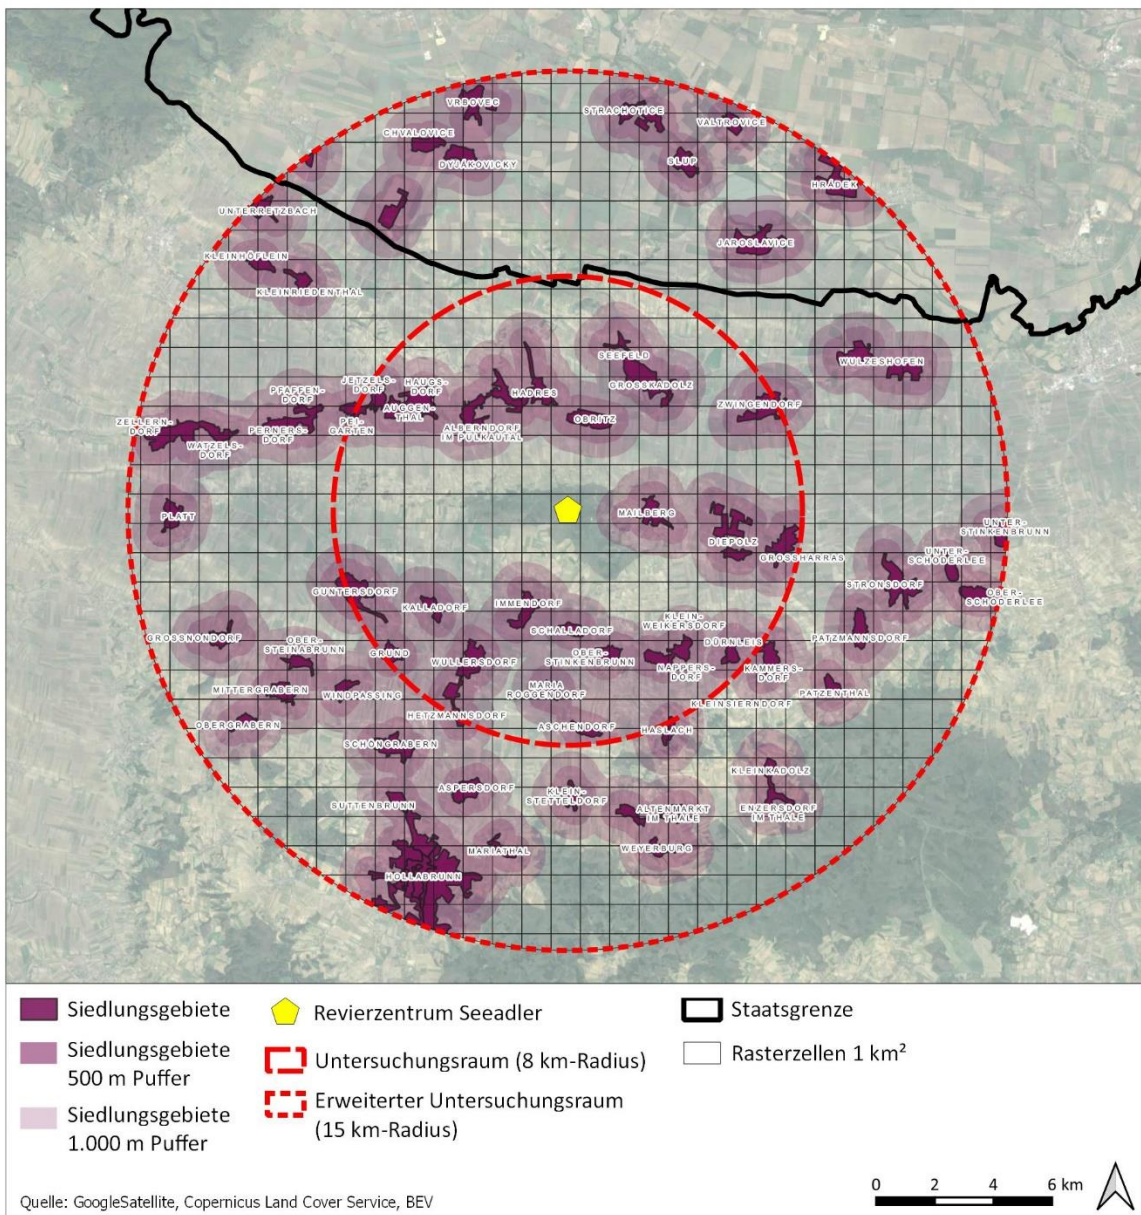 VRBOVEC
STRACHOTICE
VALTROVICE
CHVALOVICE
DYJÁKOVICKY
SLUP
HRÁDEK
UNTERRETZBACH
JAROSLAVICE
KLEINHÖFLEIN
KLEINRIEDENTHAL
SEEFELD
WULZESHOFEN
GROSSKADOLZ
JETZELS-
DORF
HAUGS-
DORF
PFAFFEN-
DORF
HADRES
ZWINGENDORF
AUGGEN-
THAL
OBRITZ
ZELLERN-
DORF
PERNERS-
DORF
PEI-
GARTEN
ALBERNDORF
IM PULKAUTAL
WATZELS-
DORF
PLATT
MAILBERG
DIEPOLZ
GROSSHARRAS
UNTER-
STINKENBRUNN
UNTER-
SCHODERLEE
STRONSDORF
OBER-
SCHODERLEE
GUNTERSDORF
KALLADORF
IMMENDORF
SCHALLADORF
KLEIN-
WEIKERSDORF
DÜRNLEIS
PATZMANNSDORF
GROSSNONDORF
OBER-
STEINABRUNN
GRUND
WULLERSDORF
OBER-
STINKENBRUNN
NAPPERS-
DORF
KAMMERS-
DORF
MITTERGRABERN
WINDPASSING
MARIA
ROGGENDORF
PATZENTHAL
KLEINSIERNDORF
HETZMANNSDORF
OBERGRABERN
ASCHENDORF
HASLACH
SCHÖNGRABERN
KLEINKADOLZ
ASPERSDORF
KLEIN-
STETTELDORF
SUTTENBRUNN
ALTENMARKT
IM THALE
ENZERSDORF
IM THALE
MARIATHAL
WEYERBURG
HOLLABRUNN
Siedlungsgebiete
Siedlungsgebiete
500 m Puffer
Siedlungsgebiete
1.000 m Puffer
Revierzentrum Seeadler
Untersuchungsraum (8 km-Radius)
Erweiterter Untersuchungsraum
(15 km-Radius)
Staatsgrenze
Rasterzellen 1 km²
Quelle: GoogleSatellite, Copernicus Land Cover Service, BEV
0 2 4 6 km